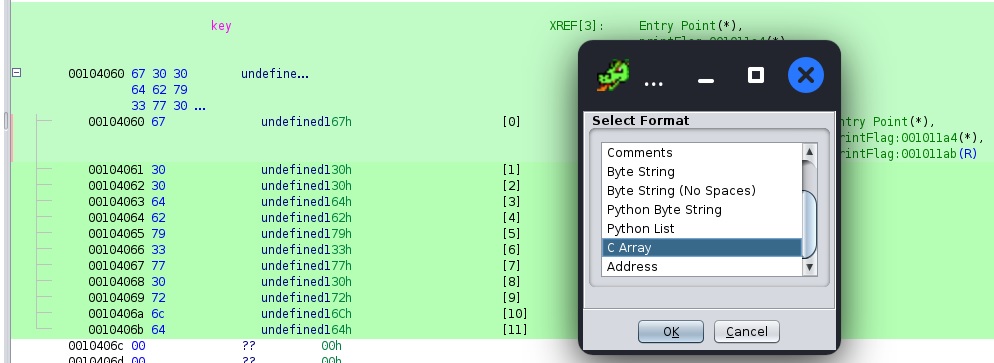 key XREF[3]: Entry Point(*),
printFlag:001011a4(*)
...
00104060 67 30 30 undefine...
64 62 79
33 77 30 ...
00104060 67 undefined167h [0] ntry Point(*),
rintFlag:001011a4(*),
rintFlag:001011ab(R)
00104061 30 undefined130h [1]
00104062 30 undefined130h [2]
00104063 64 undefined164h [3]
00104064 62 undefined162h [4]
00104065 79 undefined179h [5]
00104066 33 undefined133h [6]
00104067 77 undefined177h [7]
00104068 30 undefined130h [8]
00104069 72 undefined172h [9]
0010406a 6c undefined16Ch [10]
0010406b 64 undefined164h [11]
0010406c 00 ?? 00h
0010406d 00 ?? 00h
Select Format
Comments
Byte String
Byte String (No Spaces)
Python Byte String
Python List
C Array
Address
OK
Cancel